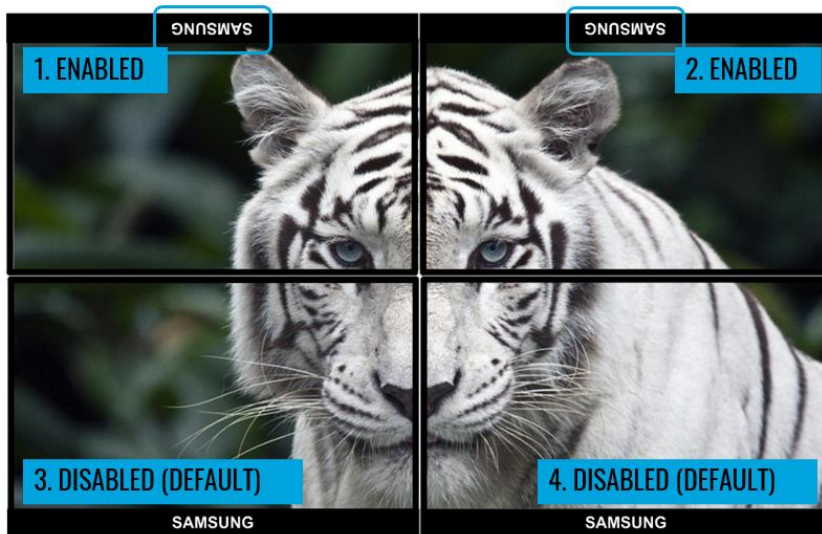 SAMSUNG
SAMSUNG
1. ENABLED
2. ENABLED
3. DISABLED (DEFAULT)
4. DISABLED (DEFAULT)
SAMSUNG
SAMSUNG